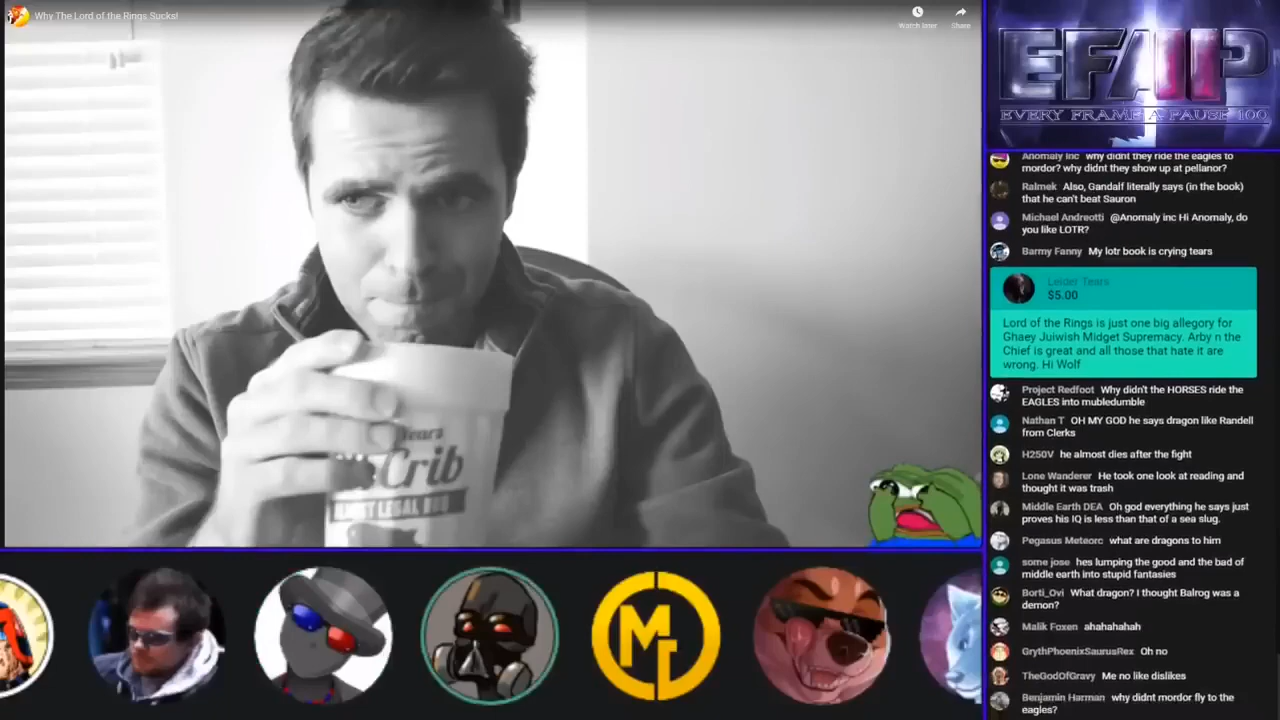 Why The Lord of the Rings Sucks!
Watch later
Share
EFAP
EVERY FRAME A PAUSE 100
Anomaly Inc why didnt they ride the eagles to
mordor? why didnt they show up at pellanor?
Ralmek Also, Gandalf literally says (in the book)
that he can't beat Sauron
Michael Andreotti @Anomaly inc Hi Anomaly, do
you like LOTR?
Barmy Fanny My lotr book is crying tears
Leider Tears
$5.00
Lord of the Rings is just one big allegory for
Ghaey Juiwish Midget Supremacy. Arby n the
Chief is great and all those that hate it are
wrong. Hi Wolf
Project Redfoot Why didn't the HORSES ride the
EAGLES into mubledumble
Nathan T OH MY GOD he says dragon like Randell
from Clerks
H250V he almost dies after the fight
Lone Wanderer He took one look at reading and
thought it was trash
Middle Earth DEA Oh god everything he says just
proves his IQ is less than that of a sea slug.
Pegasus Meteorc what are dragons to him
some jose hes lumping the good and the bad of
middle earth into stupid fantasies
Borti_Ovi What dragon? I thought Balrog was a
demon?
Malik Foxen ahahahahah
GrythPhoenixSaurusRex Oh no
TheGodOfGravy Me no like dislikes
Benjamin Harman why didnt mordor fly to the
eagles?
Years
Crib
LEGAL